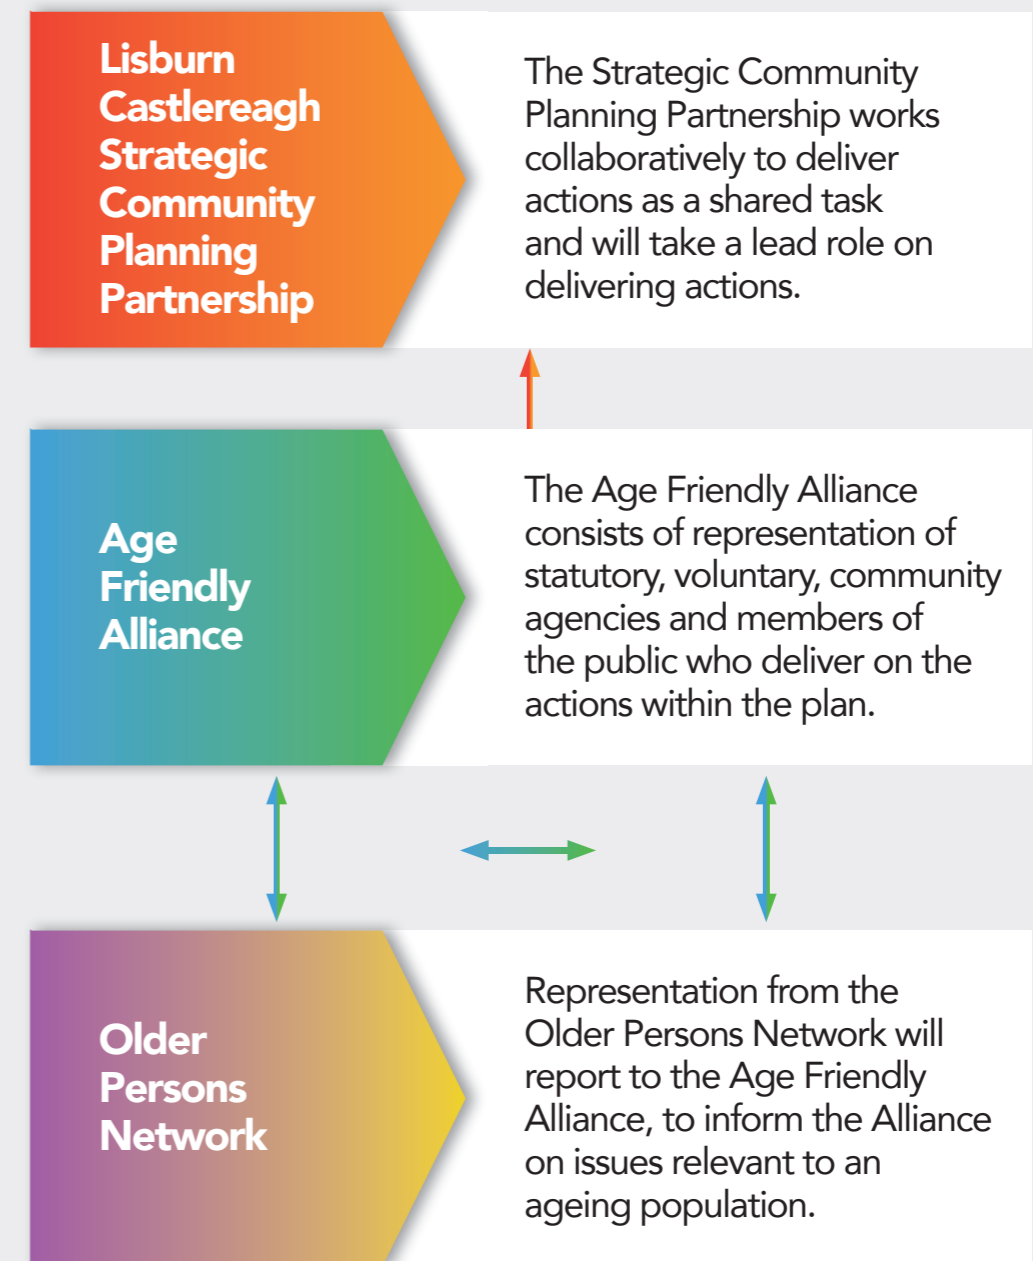 Lisburn
Castlereagh
Strategic
Community
Planning
Partnership
The Strategic Community
Planning Partnership works
collaboratively to deliver
actions as a shared task
and will take a lead role on
delivering actions.
Age
Friendly
Alliance
The Age Friendly Alliance
consists of representation of
statutory, voluntary, community
agencies and members of
the public who deliver on the
actions within the plan.
Older
Persons
Network
Representation from the
Older Persons Network will
report to the Age Friendly
Alliance, to inform the Alliance
on issues relevant to an
ageing population.